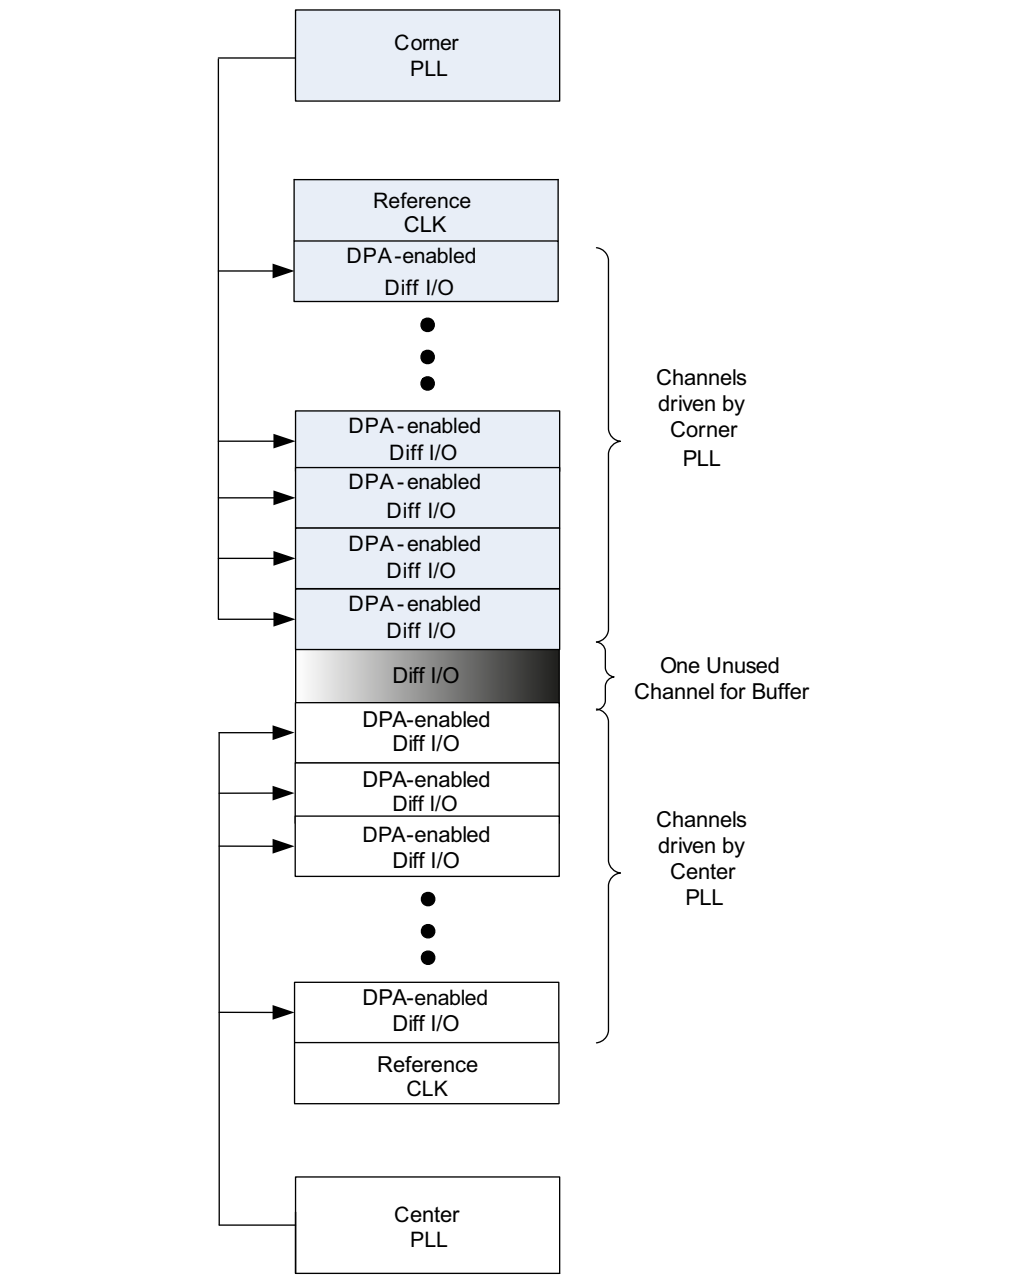 Corner
PLL
Reference
CLK
DPA-enabled
Diff I/O
DPA-enabled
Diff I/O
DPA-enabled
Diff I/O
DPA-enabled
Diff I/O
DPA-enabled
Diff I/O
Channels
driven by
Corner
PLL
Diff I/O
One Unused
Channel for Buffer
DPA-enabled
Diff I/O
DPA-enabled
Diff I/O
DPA-enabled
Diff I/O
Channels
driven by
Center
PLL
DPA-enabled
Diff I/O
Reference
CLK
Center
PLL